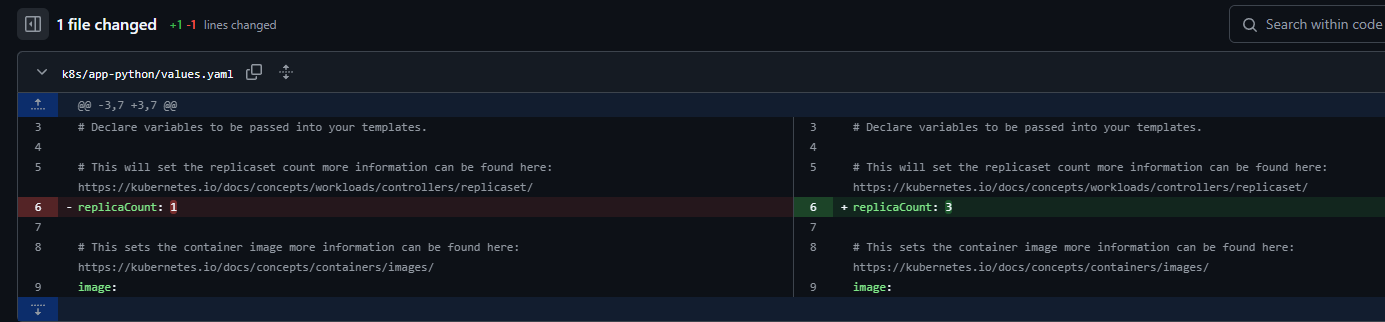 1 file changed +1 -1 lines changed
Search within code
k8s/app-python/values.yaml
@@ -3,7 +3,7 @@
3 # Declare variables to be passed into your templates. 3 # Declare variables to be passed into your templates.
4 4
5 # This will set the replicaset count more information can be found here: 5 # This will set the replicaset count more information can be found here:
https://kubernetes.io/docs/concepts/workloads/controllers/replicaset/ https://kubernetes.io/docs/concepts/workloads/controllers/replicaset/
6 - replicaCount: 1 6 + replicaCount: 3
7 7
8 # This sets the container image more information can be found here: 8 # This sets the container image more information can be found here:
https://kubernetes.io/docs/concepts/containers/images/ https://kubernetes.io/docs/concepts/containers/images/
9 image: 9 image: